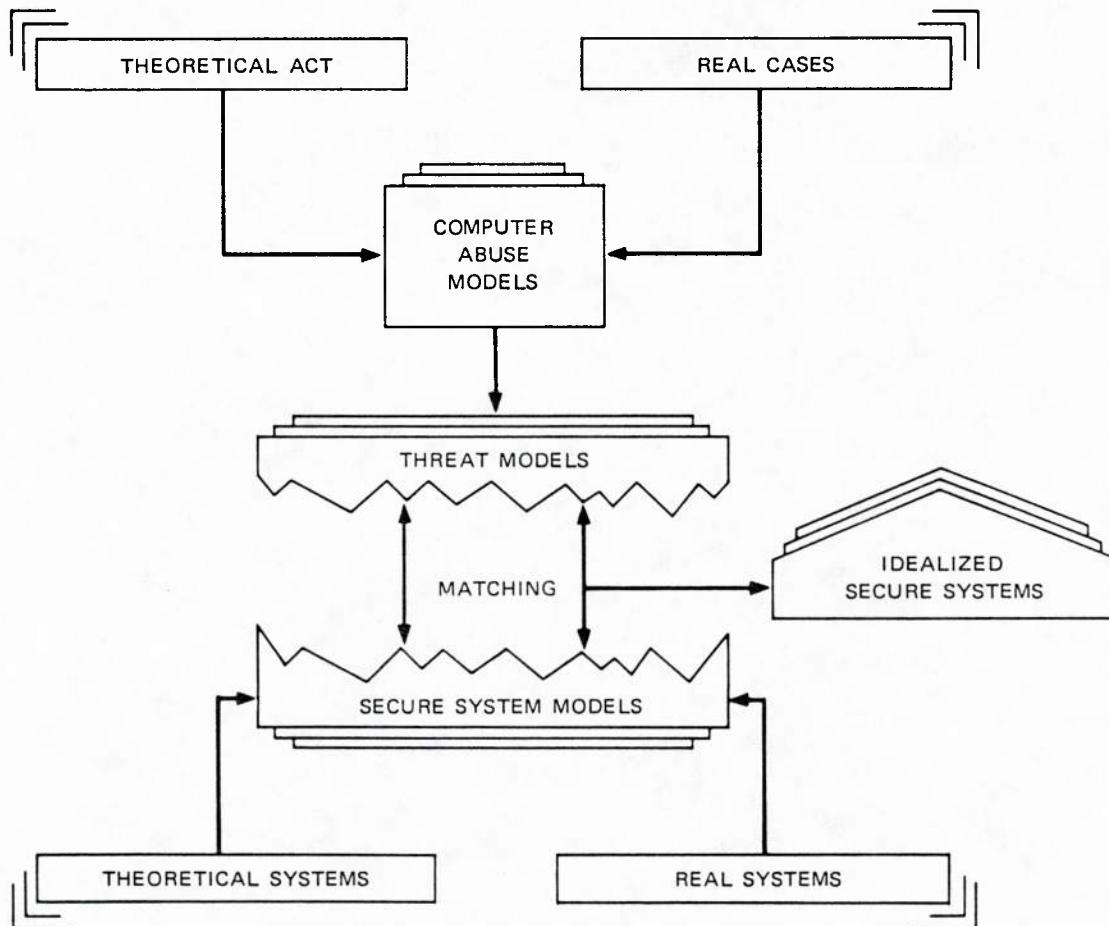 THEORETICAL ACT
REAL CASES
COMPUTER
ABUSE
MODELS
THREAT MODELS
MATCHING
IDEALIZED
SECURE SYSTEMS
SECURE SYSTEM MODELS
THEORETICAL SYSTEMS
REAL SYSTEMS